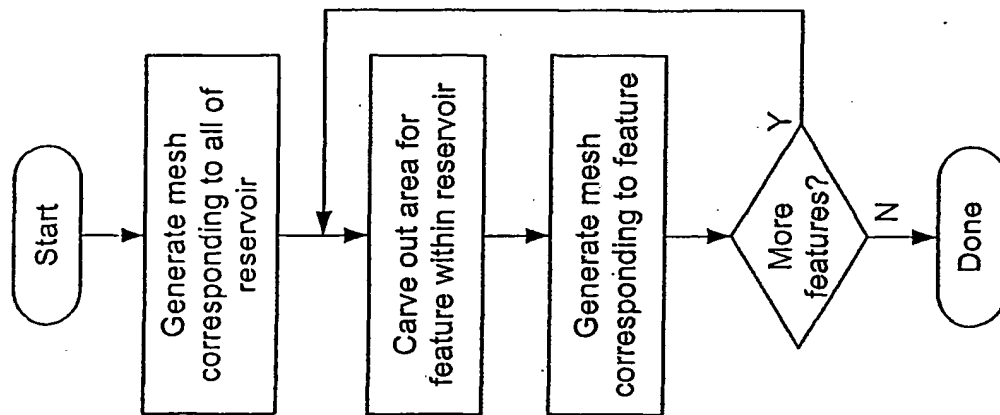 Start
Generate mesh
corresponding to all of
reservoir
Carve out area for
feature within reservoir
Generate mesh
corresponding to feature
More
features?
Y
N
Done